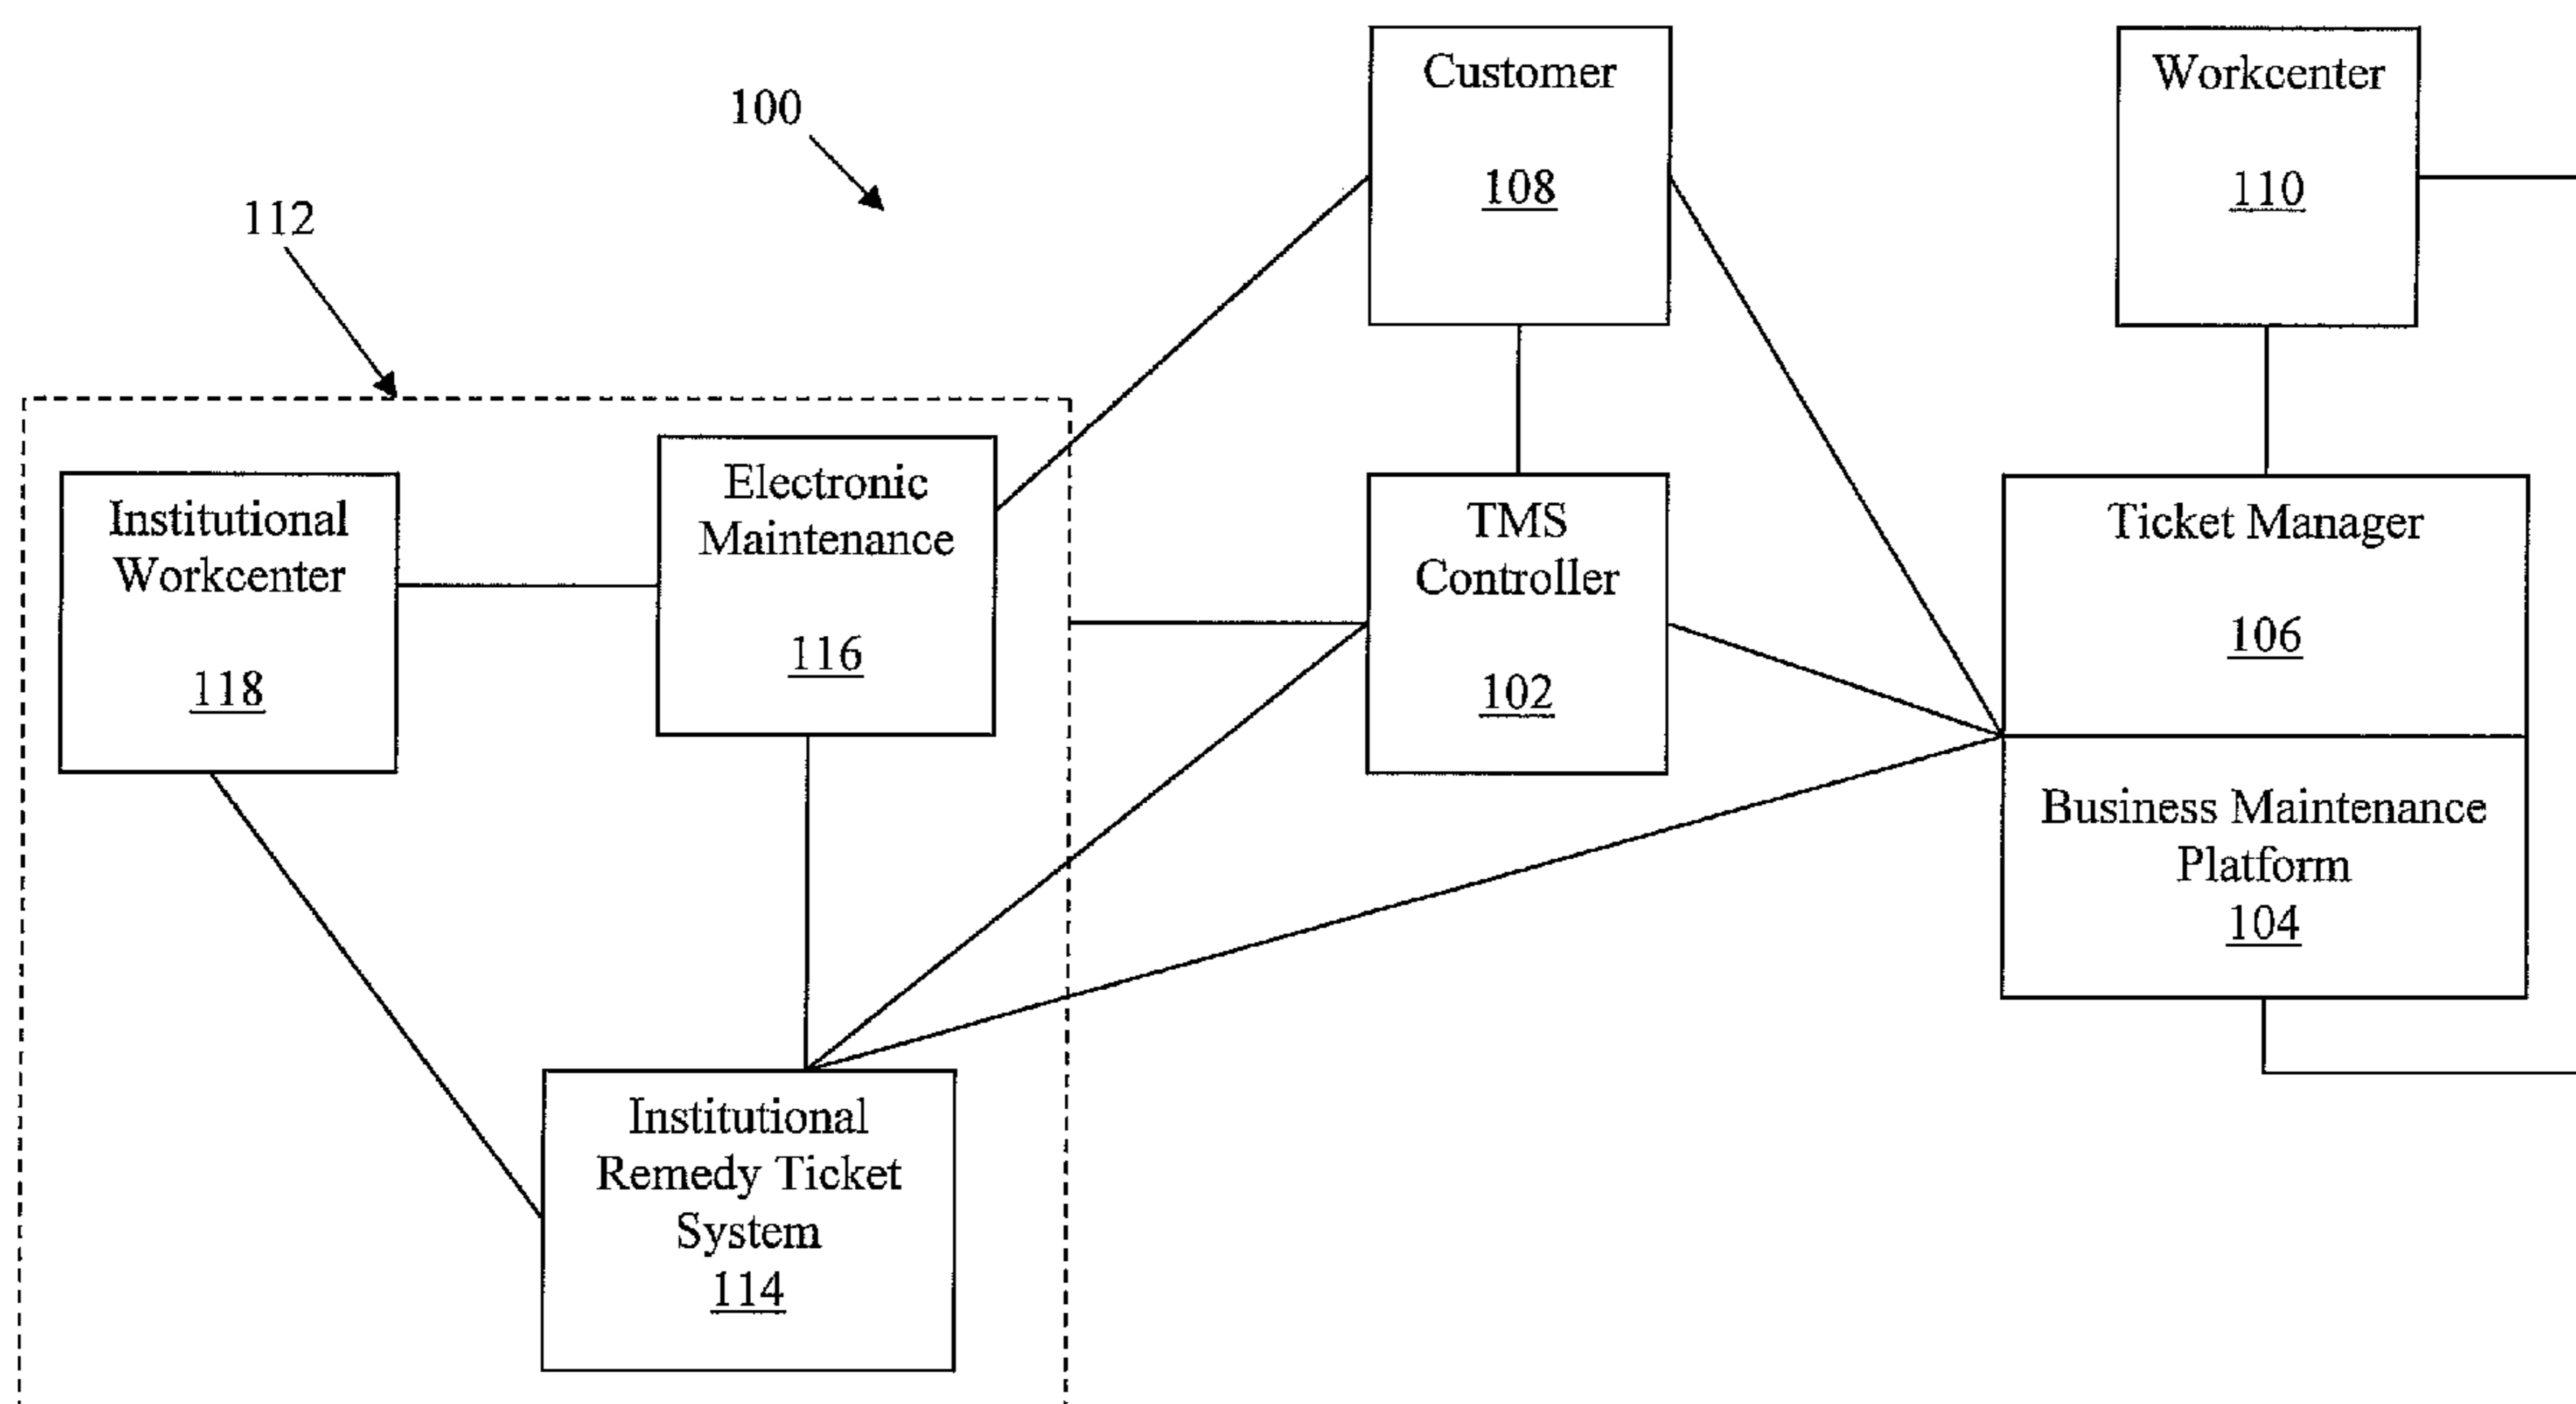 100
112
Customer
108
Workcenter
110
Institutional
Workcenter
118
Electronic
Maintenance
116
TMS
Controller
102
Ticket Manager
106
Business Maintenance
Platform
104
Institutional
Remedy Ticket
System
114